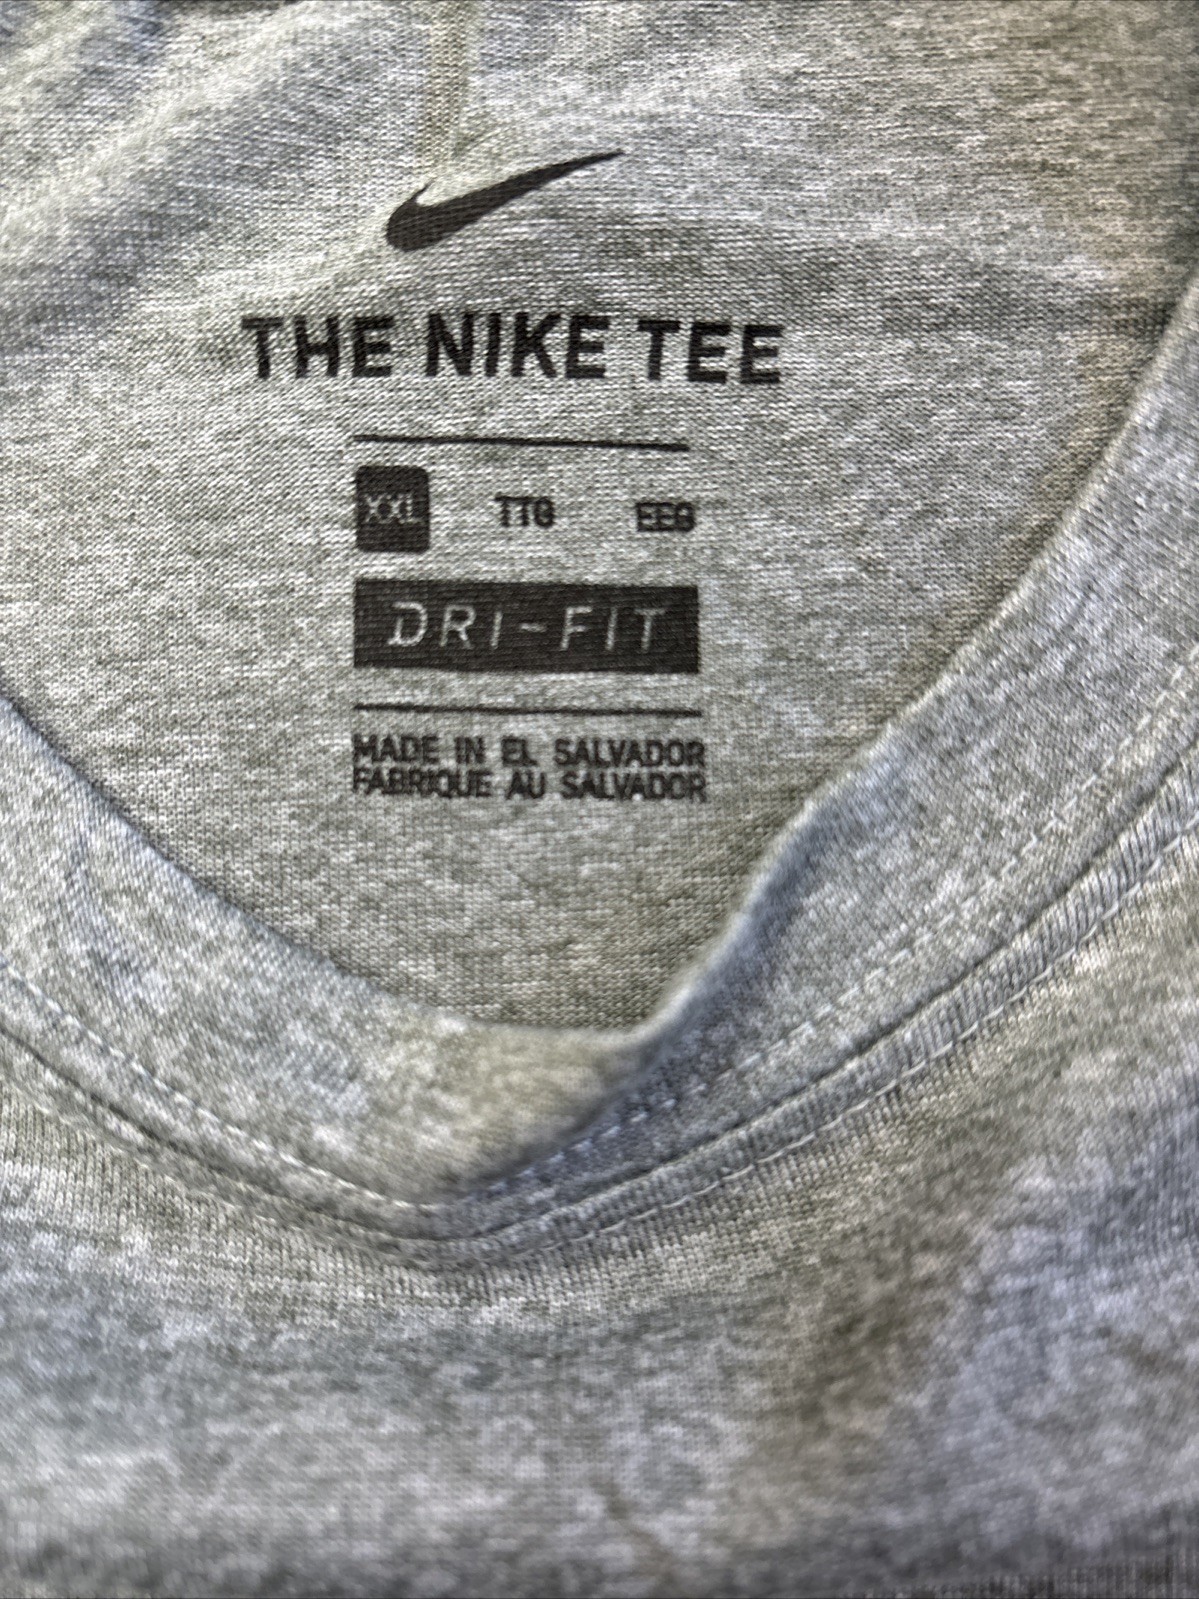 THE NIKE TEE
XXL TTG EEG
DRI-FIT
MADE IN EL SALVADOR
FABRIQUE AU SALVADOR